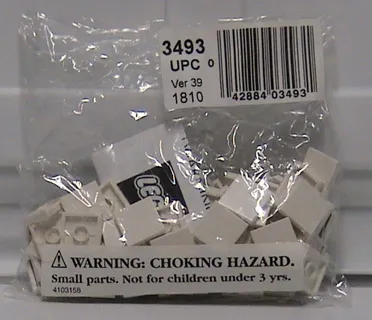 3493
UPC 0
Ver 39
1810
42884 03493
LEGO
⚠ WARNING: CHOKING HAZARD.
Small parts. Not for children under 3 yrs.
4103158